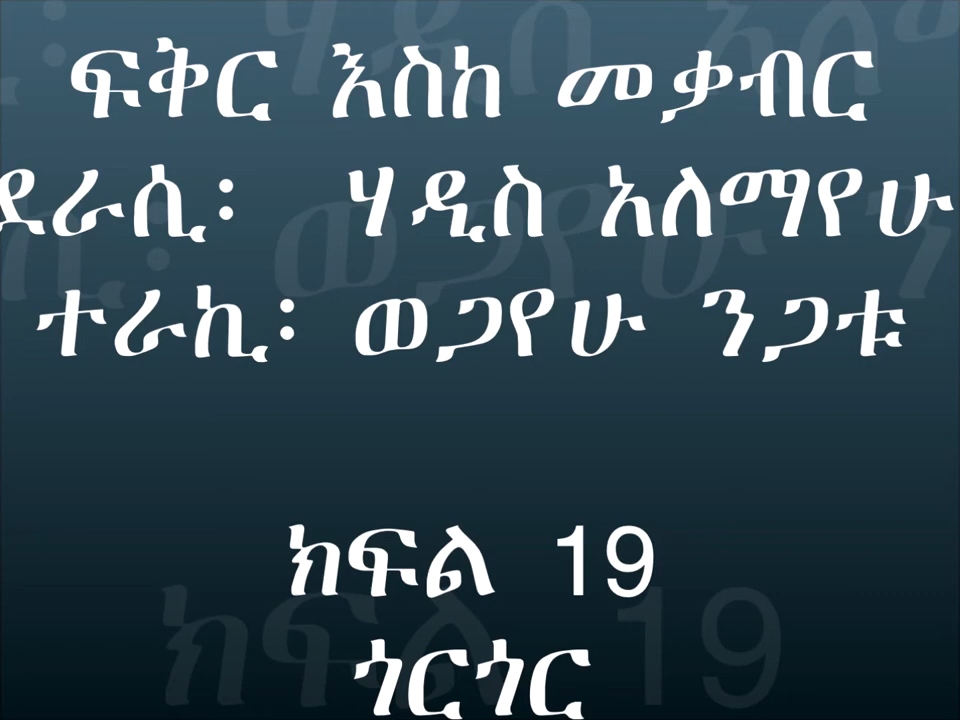 ፍቅር እስከ መቃብር
ደራሲ፡ ሃዲስ አለማየሁ
ተራኪ፡ ወጋየሁ ንጋቱ
ክፍል 19
ጎርጎር